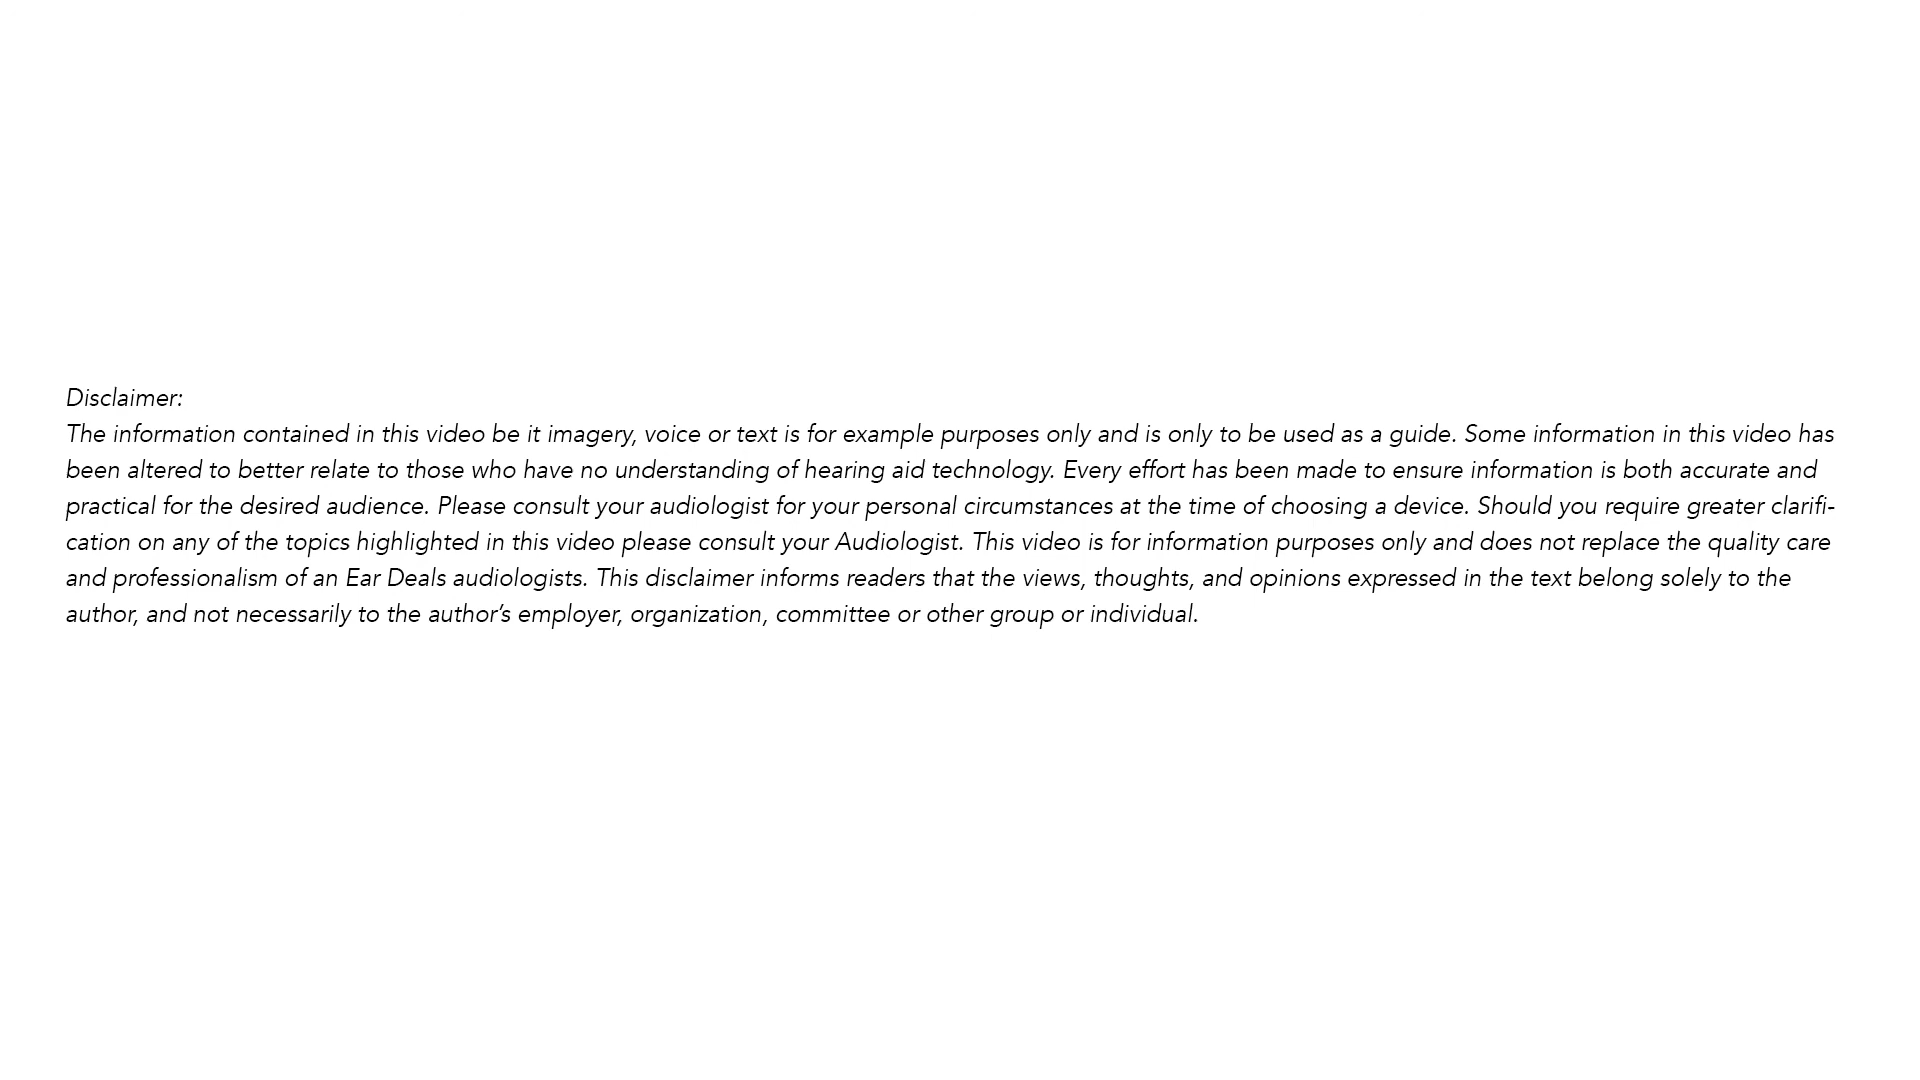 Disclaimer:
The information contained in this video be it imagery, voice or text is for example purposes only and is only to be used as a guide. Some information in this video has
been altered to better relate to those who have no understanding of hearing aid technology. Every effort has been made to ensure information is both accurate and
practical for the desired audience. Please consult your audiologist for your personal circumstances at the time of choosing a device. Should you require greater clarifi-
cation on any of the topics highlighted in this video please consult your Audiologist. This video is for information purposes only and does not replace the quality care
and professionalism of an Ear Deals audiologists. This disclaimer informs readers that the views, thoughts, and opinions expressed in the text belong solely to the
author, and not necessarily to the author’s employer, organization, committee or other group or individual.